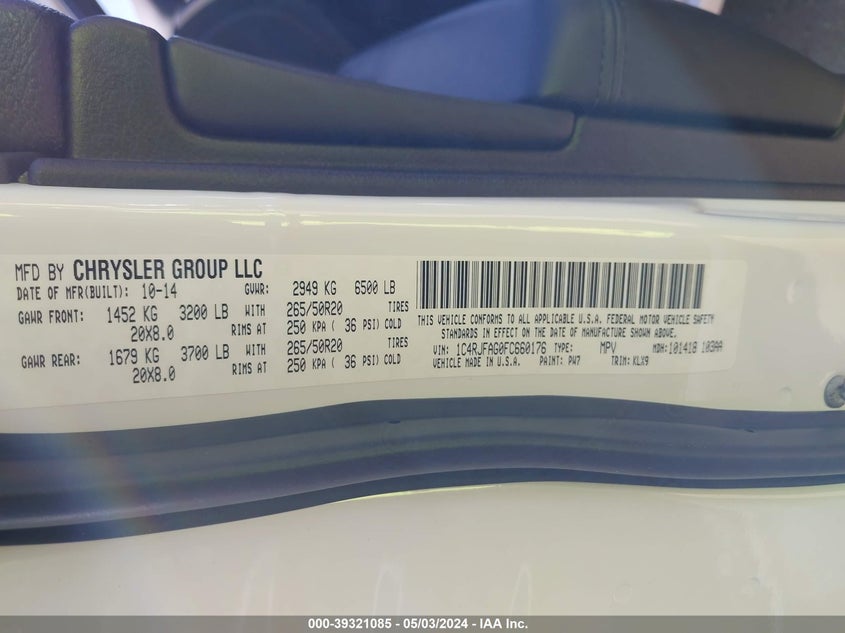 MFD BY CHRYSLER GROUP LLC
DATE OF MFR(BUILT): 10-14 GVWR: 2949 KG 6500 LB
GAWR FRONT: 1452 KG 3200 LB WITH 265/50R20 TIRES
20X8.0 RIMS AT 250 KPA ( 36 PSI) COLD
GAWR REAR: 1679 KG 3700 LB WITH 265/50R20 TIRES
20X8.0 RIMS AT 250 KPA ( 36 PSI) COLD
THIS VEHICLE CONFORMS TO ALL APPLICABLE U.S.A. FEDERAL MOTOR VEHICLE SAFETY
STANDARDS IN EFFECT ON THE DATE OF MANUFACTURE SHOWN ABOVE.
VIN: 1C4RJFAG0FC660176 TYPE: MPV MDH: 101418 103AA
VEHICLE MADE IN U.S.A. PAINT: PW7 TRIM: KLX9
000-39321085 - 05/03/2024 - IAA Inc.